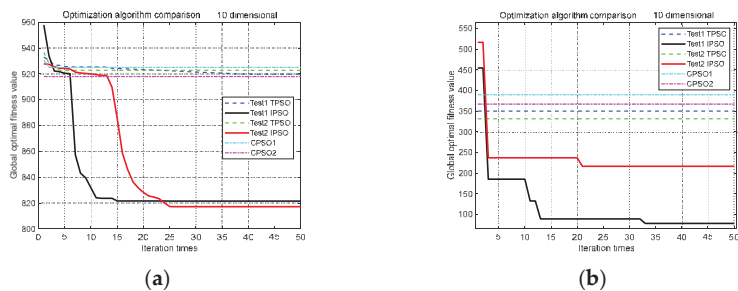 Optimization algorithm comparison 10 dimensional
960
940
920
900
880
860
840
820
800
Global optimal fitness value
Test1 TPSO
Test1 IPSO
Test2 TPSO
Test2 IPSO
CPSO1
CPSO2
0 5 10 15 20 25 30 35 40 45 50
Iteration times
(a)
Optimization algorithm comparison 10 dimensional
550
500
450
400
350
300
250
200
150
100
Global optimal fitness value
Test1 TPSO
Test1 IPSO
Test2 TPSO
Test2 IPSO
CPSO1
CPSO2
0 5 10 15 20 25 30 35 40 45 50
Iteration times
(b)